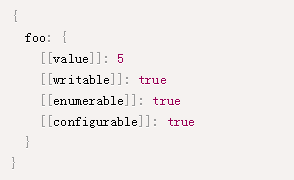 {
  foo: {
    [[value]]: 5
    [[writable]]: true
    [[enumerable]]: true
    [[configurable]]: true
  }
}